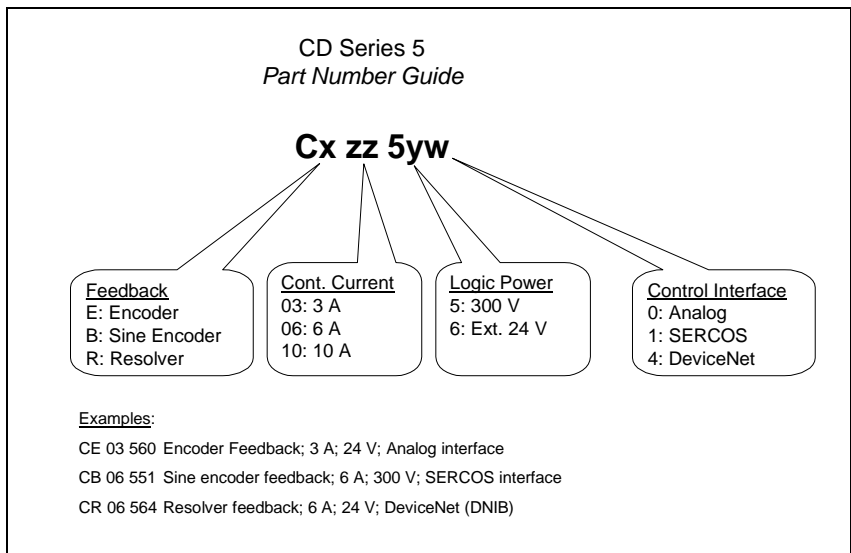 CD Series 5
Part Number Guide
Cx zz 5yw
Feedback
E: Encoder
B: Sine Encoder
R: Resolver
Cont. Current
03: 3 A
06: 6 A
10: 10 A
Logic Power
5: 300 V
6: Ext. 24 V
Control Interface
0: Analog
1: SERCOS
4: DeviceNet
Examples:
CE 03 560 Encoder Feedback; 3 A; 24 V; Analog interface
CB 06 551 Sine encoder feedback; 6 A; 300 V; SERCOS interface
CR 06 564 Resolver feedback; 6 A; 24 V; DeviceNet (DNIB)